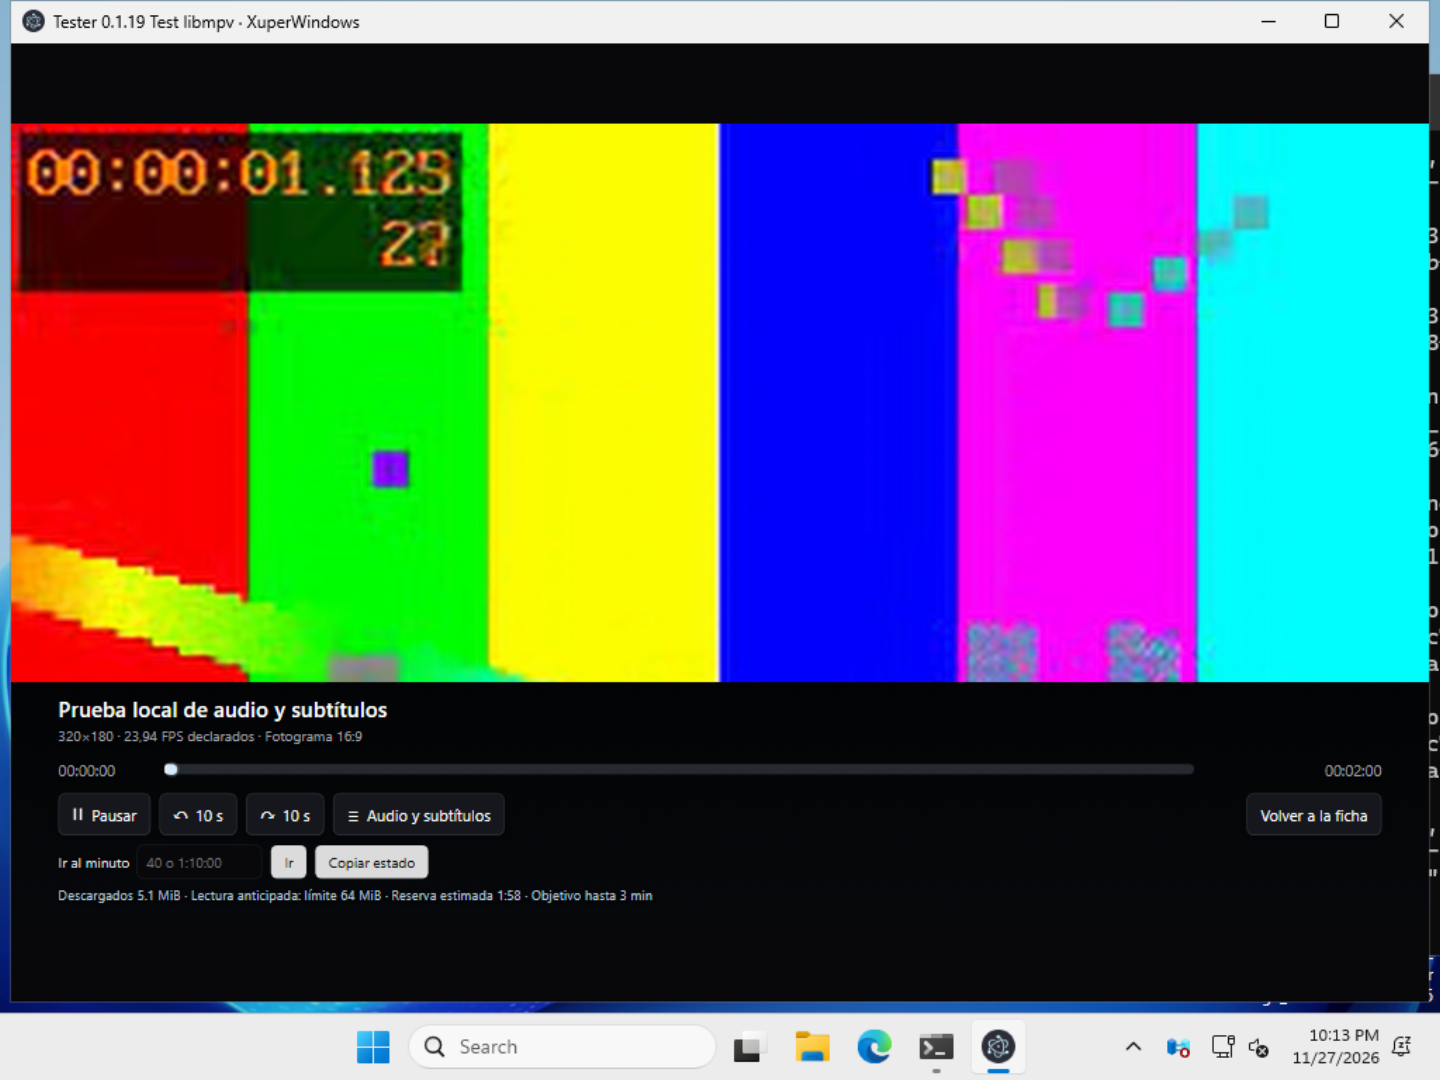 Tester 0.1.19 Test libmpv · XuperWindows
00:00:01.129
27
Prueba local de audio y subtítulos
320×180 · 23,94 FPS declarados · Fotograma 16:9
00:00:00
00:02:00
Pausar
10 s
10 s
Audio y subtítulos
Volver a la ficha
Ir al minuto
40 o 1:10:00
Ir
Copiar estado
Descargados 5.1 MiB · Lectura anticipada: límite 64 MiB · Reserva estimada 1:58 · Objetivo hasta 3 min
Search
10:13 PM
11/27/2026